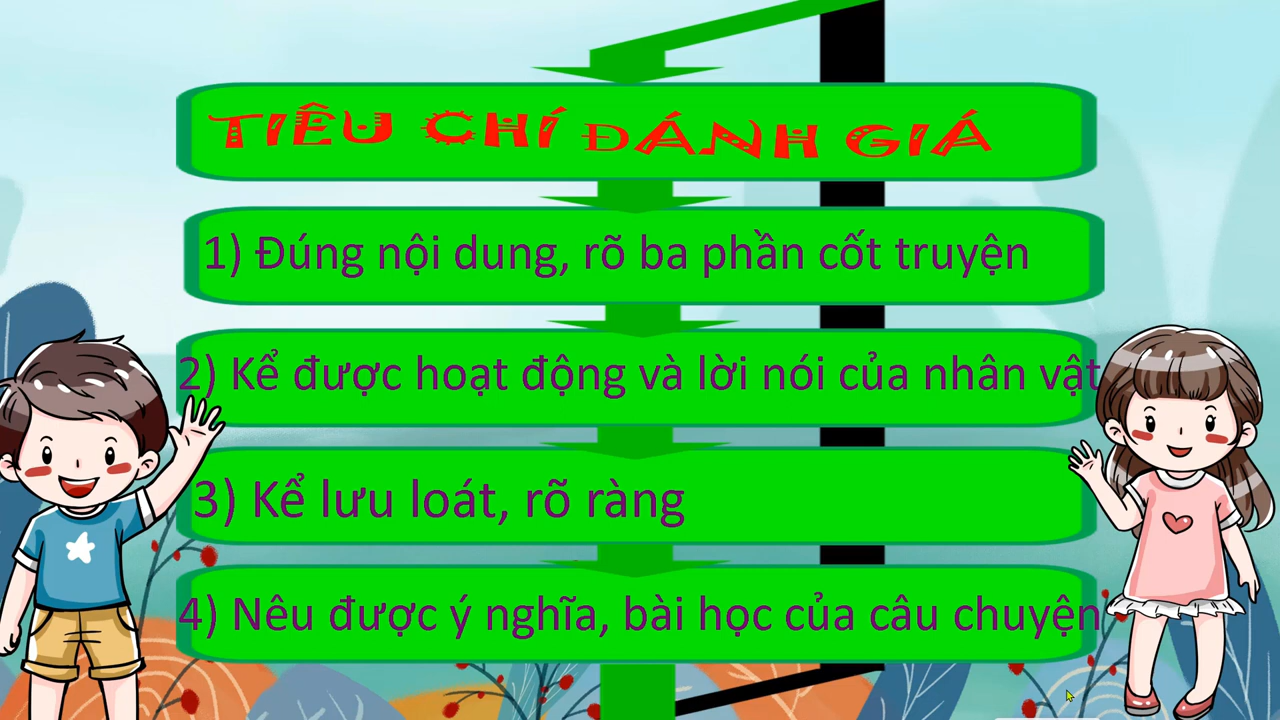 TIÊU CHÍ ĐÁNH GIÁ
1) Đúng nội dung, rõ ba phần cốt truyện
2) Kể được hoạt động và lời nói của nhân vật
3) Kể lưu loát, rõ ràng
4) Nêu được ý nghĩa, bài học của câu chuyện